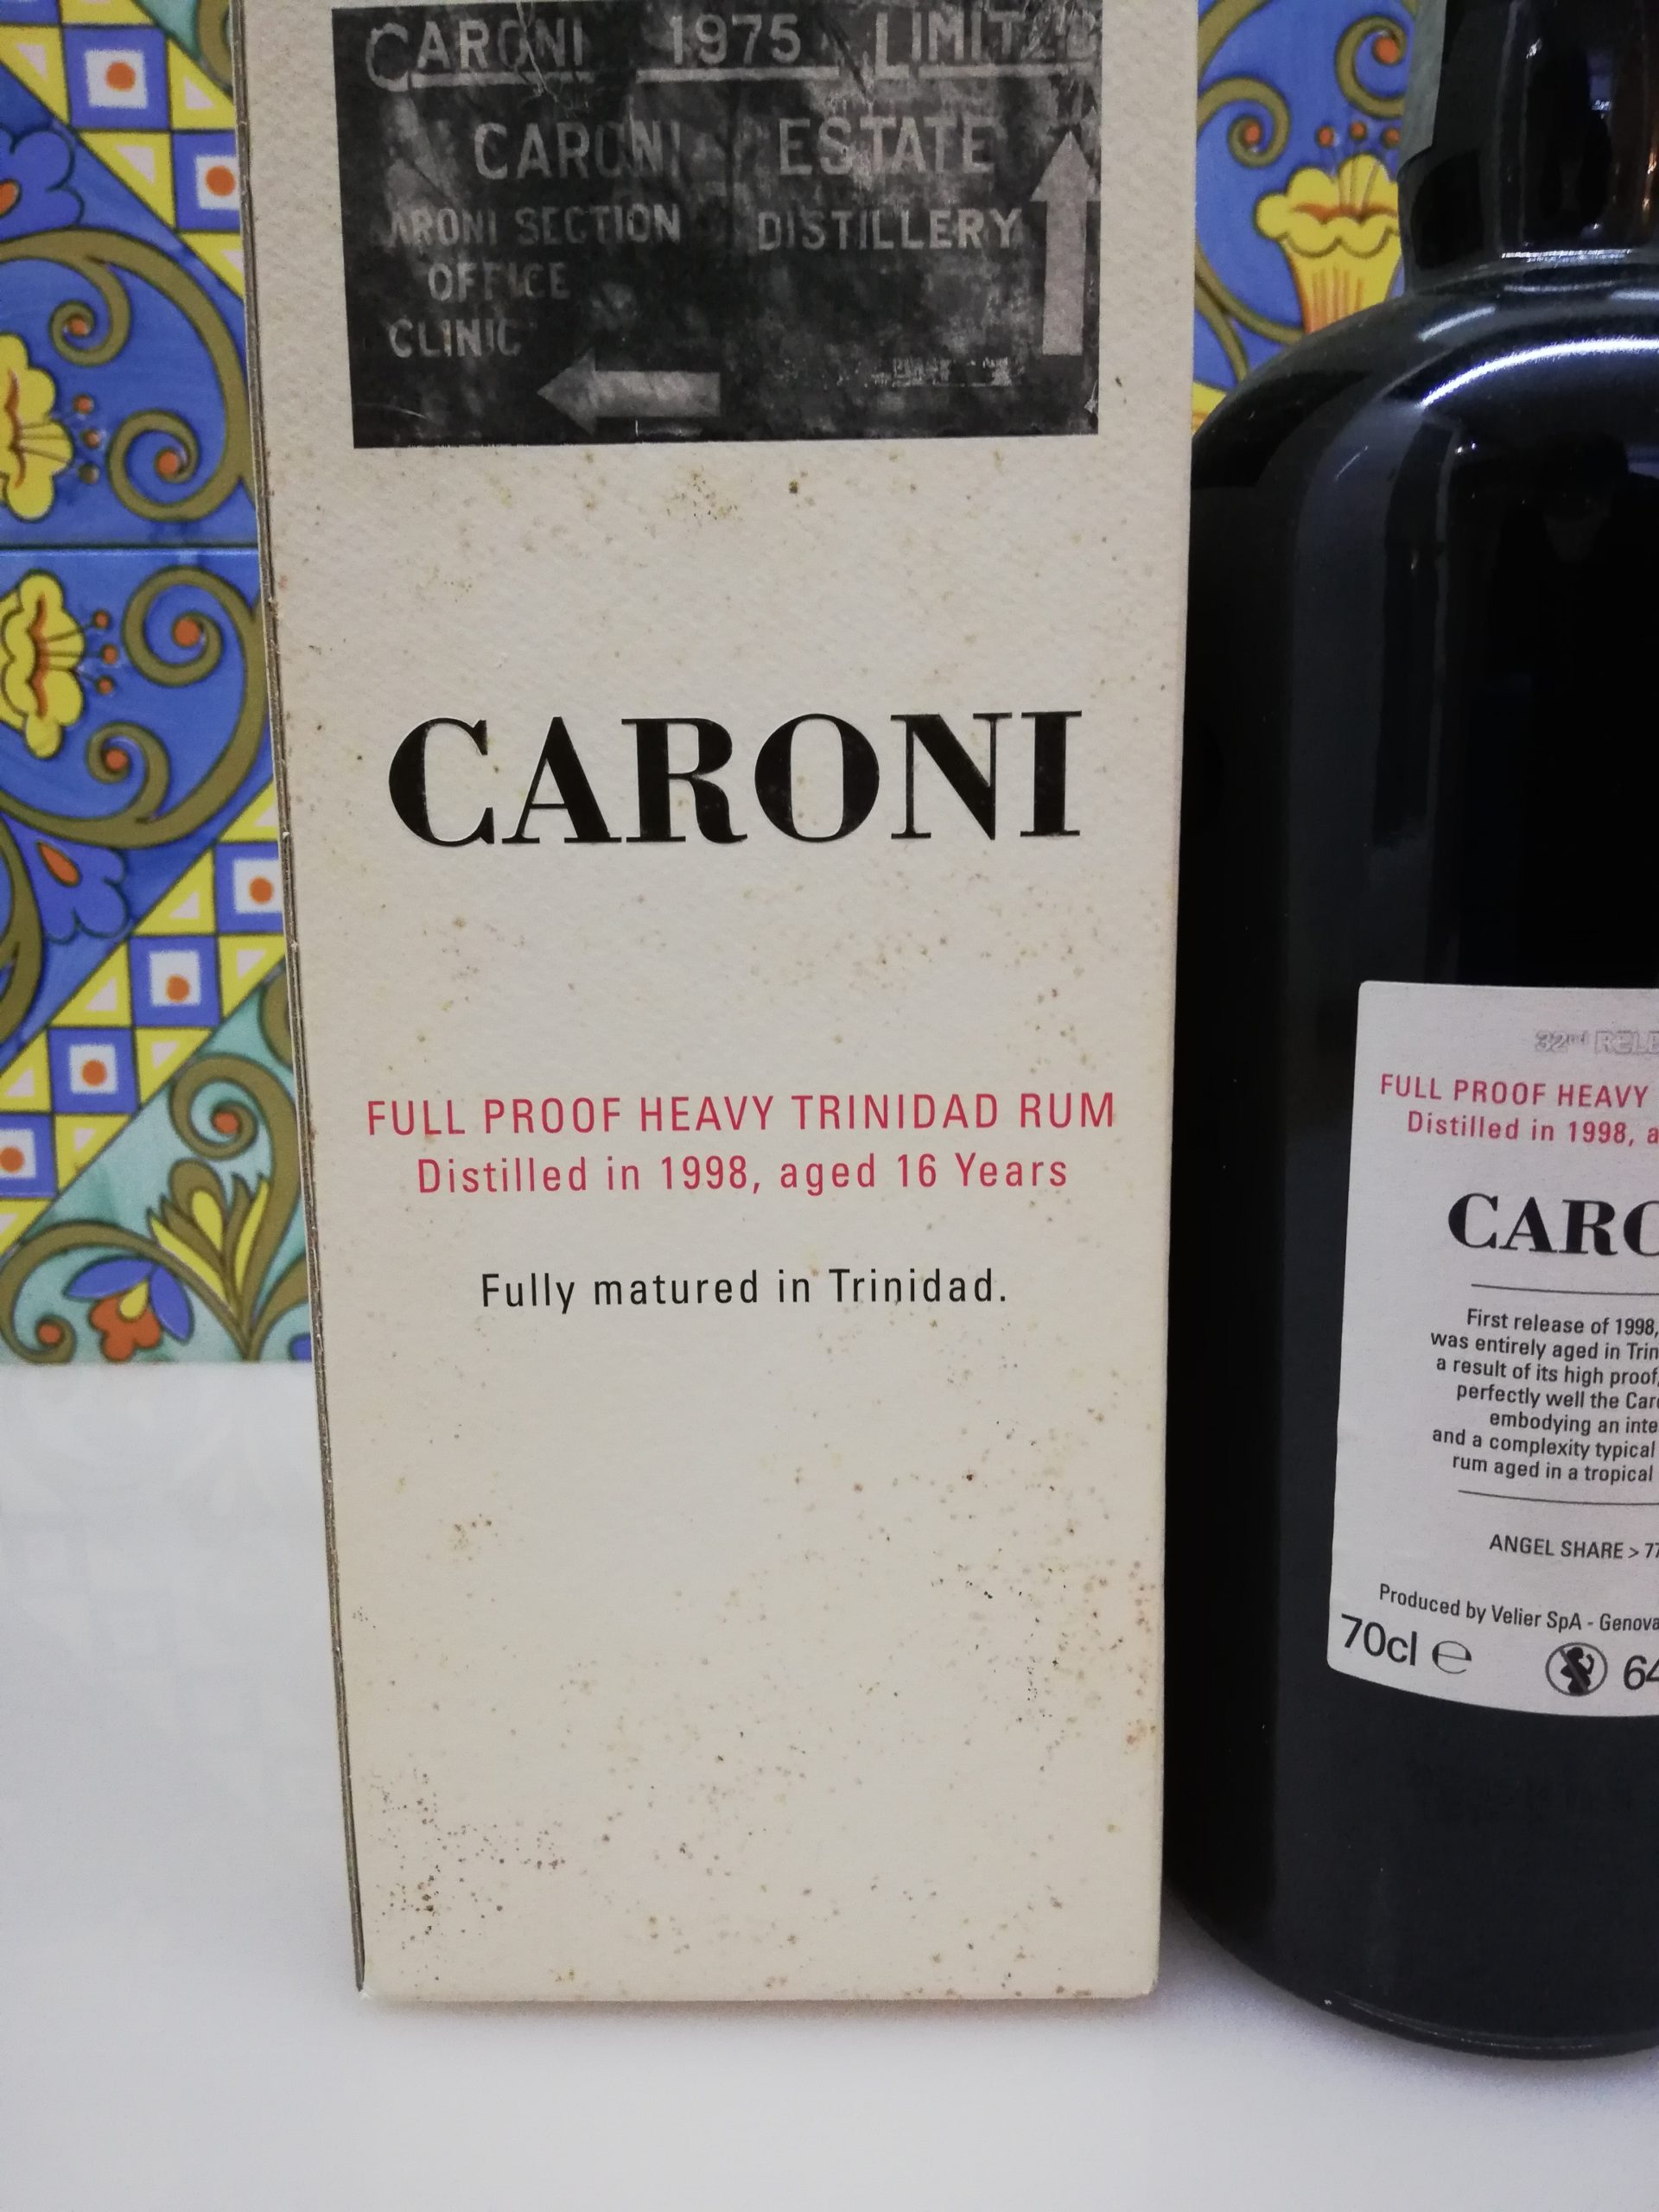 CARONI 1975 LIMITED
CARONI ESTATE
ARONI SECTION DISTILLERY
OFFICE
CLINIC
CARONI
FULL PROOF HEAVY TRINIDAD RUM
Distilled in 1998, aged 16 Years
Fully matured in Trinidad.
32nd RELE
FULL PROOF HEAVY
Distilled in 1998, a
CARO
First release of 1998,
was entirely aged in Trin
a result of its high proof,
perfectly well the Car
embodying an inte
and a complexity typical
rum aged in a tropical
ANGEL SHARE > 77
Produced by Velier SpA - Genova
70cl e 64